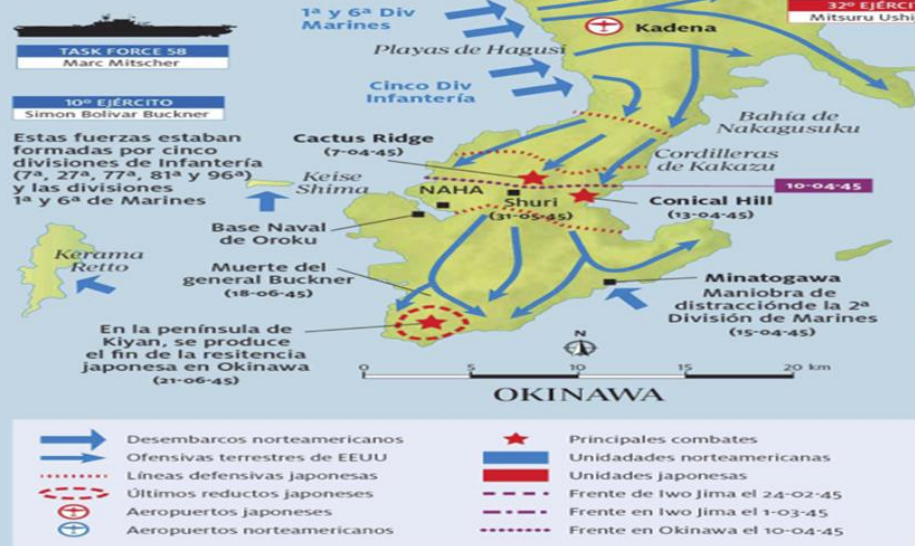 1ª y 6ª Div
Marines
Playas de Hagusi
Cinco Div
Infantería
Kadena
32º EJÉRCI
Mitsuru Ushi
TASK FORCE 58
Marc Mitscher
10º EJÉRCITO
Simon Bolivar Buckner
Estas fuerzas estaban
formadas por cinco
divisiones de Infantería
(7ª, 27ª, 77ª, 81ª y 96ª)
y las divisiones
1ª y 6ª de Marines
Cactus Ridge
(7-04-45)
Bahía de
Nakagusuku
Cordilleras
de Kakazu
10-04-45
Keise
Shima
NAHA
Shuri
(31-05-45)
Conical Hill
(13-04-45)
Base Naval
de Oroku
Kerama
Retto
Muerte del
general Buckner
(18-06-45)
Minatogawa
Maniobra de
distracciónde la 2ª
División de Marines
(15-04-45)
En la península de
Kiyan, se produce
el fin de la resitencia
japonesa en Okinawa
(21-06-45)
N
0 5 10 15 20 km
OKINAWA
Desembarcos norteamericanos
Ofensivas terrestres de EEUU
Líneas defensivas japonesas
Últimos reductos japoneses
Aeropuertos japoneses
Aeropuertos norteamericanos
Principales combates
Unidadades norteamericanas
Unidades japonesas
Frente de Iwo Jima el 24-02-45
Frente en Iwo Jima el 1-03-45
Frente en Okinawa el 10-04-45